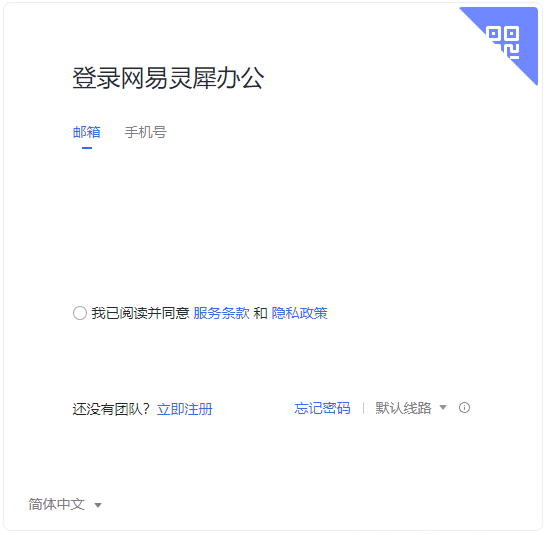 登录网易灵犀办公
邮箱 手机号
我已阅读并同意 服务条款 和 隐私政策
还没有团队？立即注册 忘记密码 默认线路
简体中文